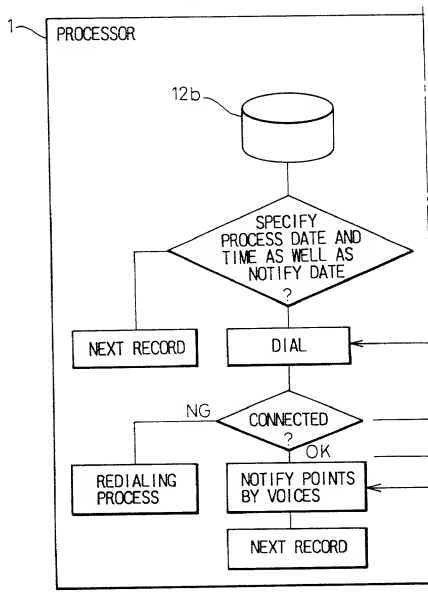 1
PROCESSOR
12b
SPECIFY
PROCESS DATE AND
TIME AS WELL AS
NOTIFY DATE
?
NEXT RECORD
DIAL
NG
CONNECTED
?
OK
REDIALING
PROCESS
NOTIFY POINTS
BY VOICES
NEXT RECORD